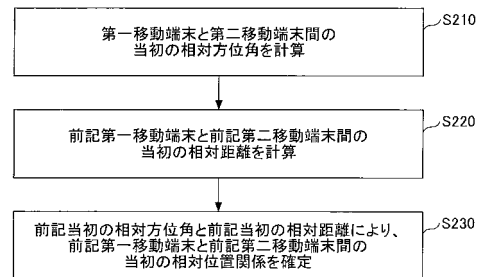 第一移動端末と第二移動端末間の
当初の相対方位角を計算
S210
前記第一移動端末と前記第二移動端末間の
当初の相対距離を計算
S220
前記当初の相対方位角と前記当初の相対距離により、
前記第一移動端末と前記第二移動端末間の
当初の相対位置関係を確定
S230